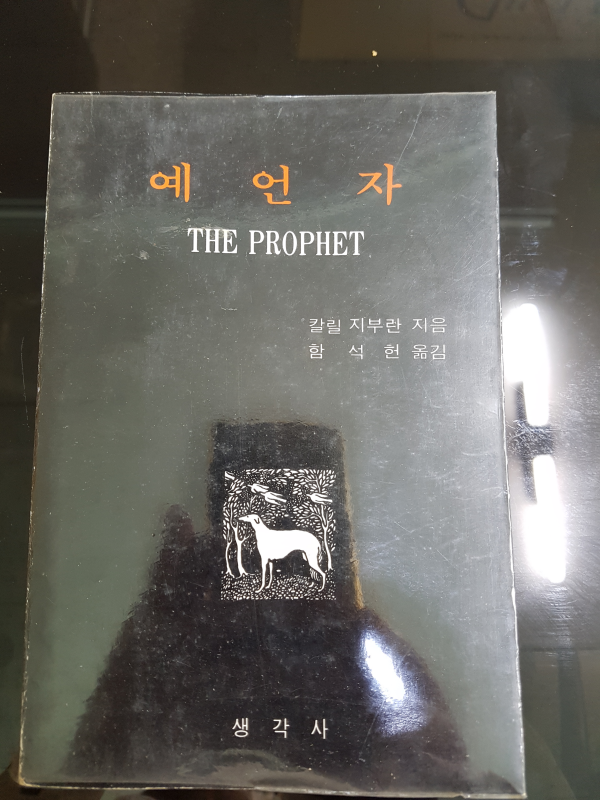 예 언 자
THE PROPHET
칼릴 지부란 지음
함 석 헌 옮김
생 각 사